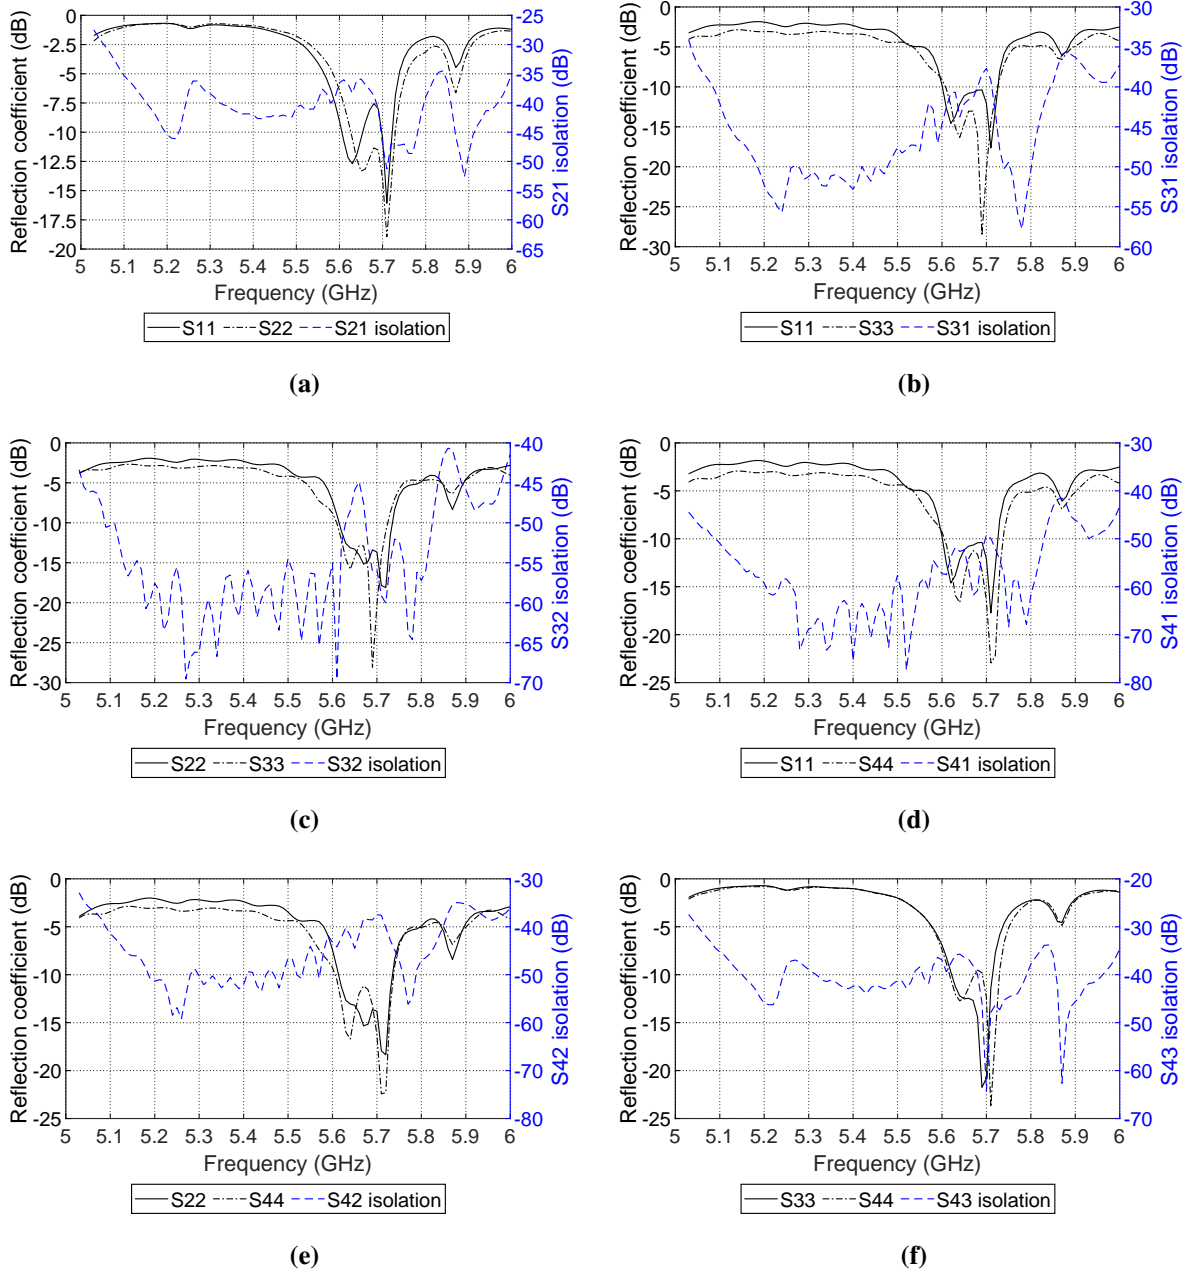 Reflection coefficient (dB)
0
-2.5
-5
-7.5
-10
-12.5
-15
-17.5
-20
-25
-30
-35
-40
-45
-50
-55
-60
-65
S21 isolation (dB)
5 5.1 5.2 5.3 5.4 5.5 5.6 5.7 5.8 5.9 6
Frequency (GHz)
S11 S22 S21 isolation
(a)
Reflection coefficient (dB)
0
-5
-10
-15
-20
-25
-30
-30
-35
-40
-45
-50
-55
-60
S31 isolation (dB)
5 5.1 5.2 5.3 5.4 5.5 5.6 5.7 5.8 5.9 6
Frequency (GHz)
S11 S33 S31 isolation
(b)
Reflection coefficient (dB)
0
-5
-10
-15
-20
-25
-30
-40
-45
-50
-55
-60
-65
-70
S32 isolation (dB)
5 5.1 5.2 5.3 5.4 5.5 5.6 5.7 5.8 5.9 6
Frequency (GHz)
S22 S33 S32 isolation
(c)
Reflection coefficient (dB)
0
-5
-10
-15
-20
-25
-30
-40
-50
-60
-70
-80
S41 isolation (dB)
5 5.1 5.2 5.3 5.4 5.5 5.6 5.7 5.8 5.9 6
Frequency (GHz)
S11 S44 S41 isolation
(d)
Reflection coefficient (dB)
0
-5
-10
-15
-20
-25
-30
-40
-50
-60
-70
-80
S42 isolation (dB)
5 5.1 5.2 5.3 5.4 5.5 5.6 5.7 5.8 5.9 6
Frequency (GHz)
S22 S44 S42 isolation
(e)
Reflection coefficient (dB)
0
-5
-10
-15
-20
-25
-20
-30
-40
-50
-60
-70
S43 isolation (dB)
5 5.1 5.2 5.3 5.4 5.5 5.6 5.7 5.8 5.9 6
Frequency (GHz)
S33 S44 S43 isolation
(f)